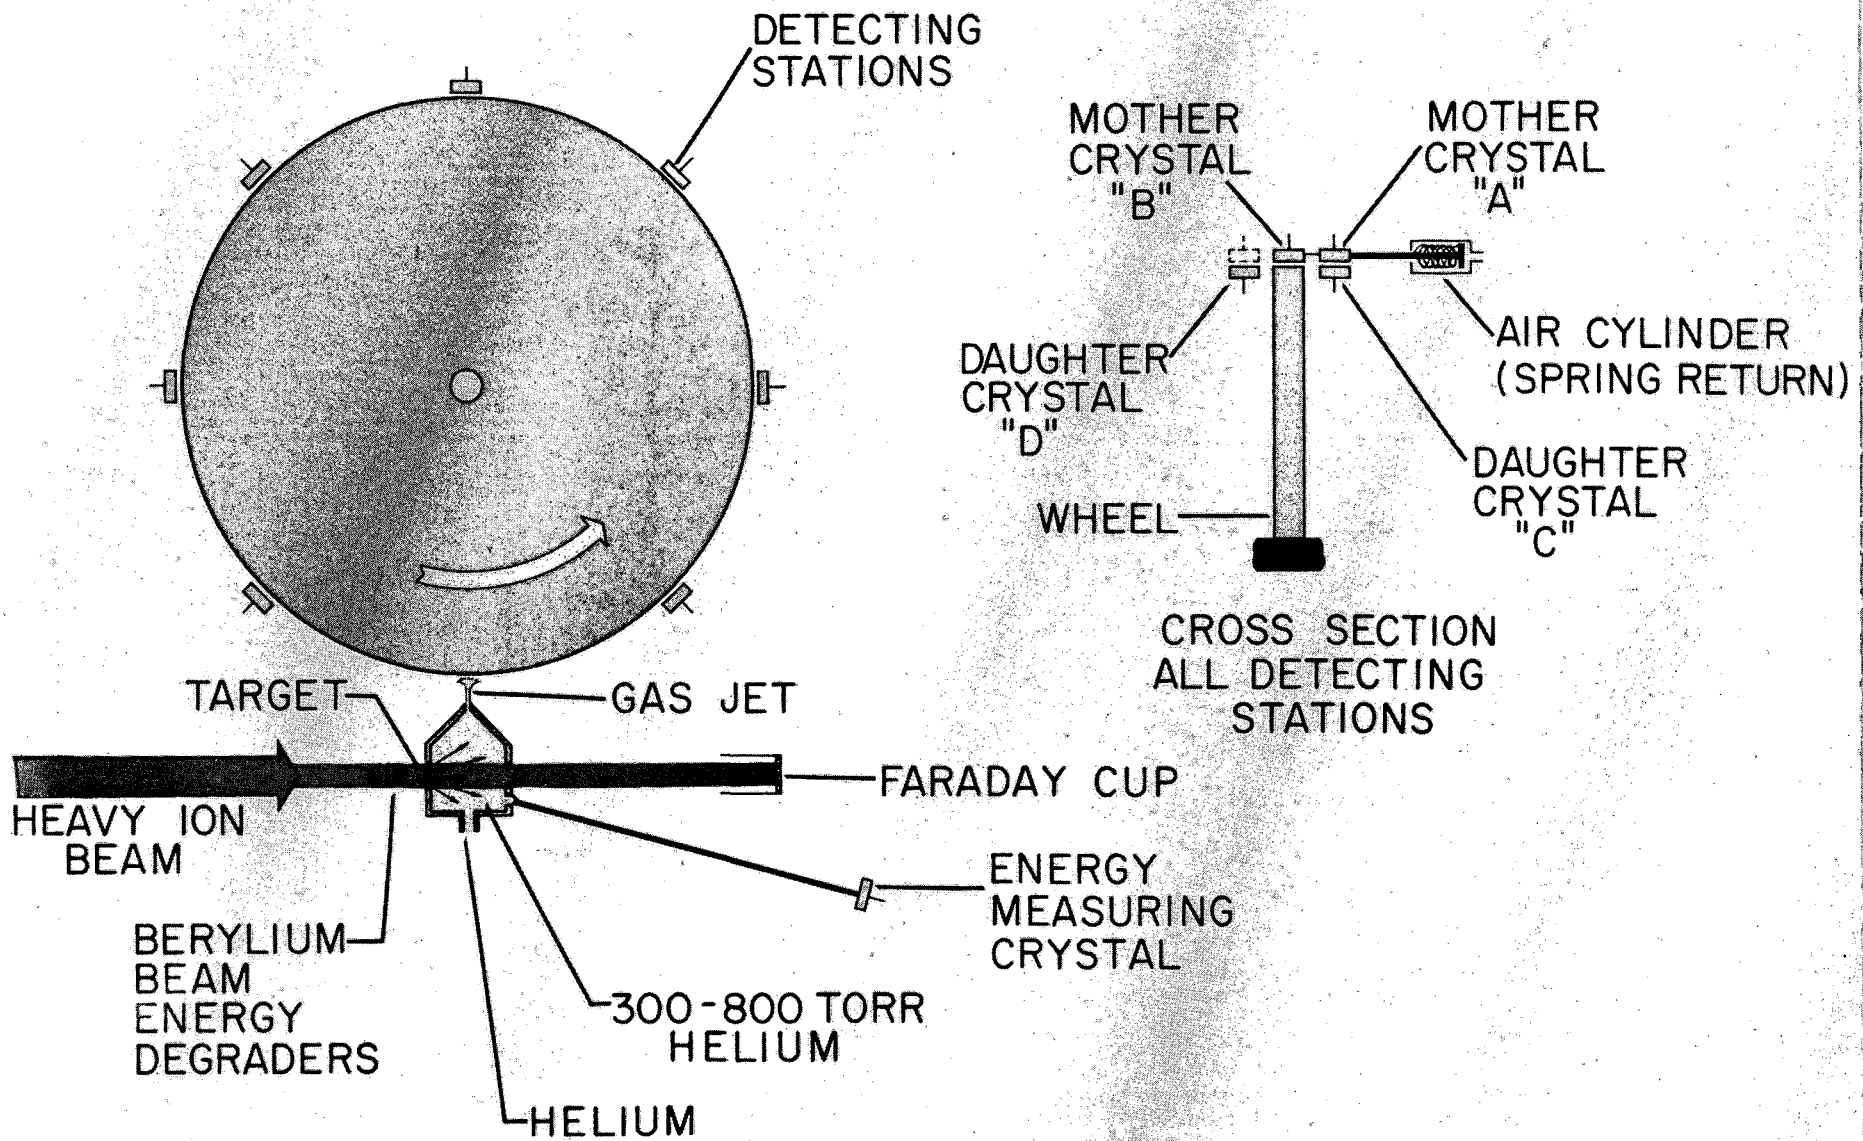 DETECTING
STATIONS
MOTHER
CRYSTAL
"B"
MOTHER
CRYSTAL
"A"
DAUGHTER
CRYSTAL
"D"
AIR CYLINDER
(SPRING RETURN)
DAUGHTER
CRYSTAL
"C"
WHEEL
CROSS SECTION
ALL DETECTING
STATIONS
TARGET
GAS JET
HEAVY ION
BEAM
FARADAY CUP
ENERGY
MEASURING
CRYSTAL
BERYLIUM
BEAM
ENERGY
DEGRADERS
300-800 TORR
HELIUM
HELIUM